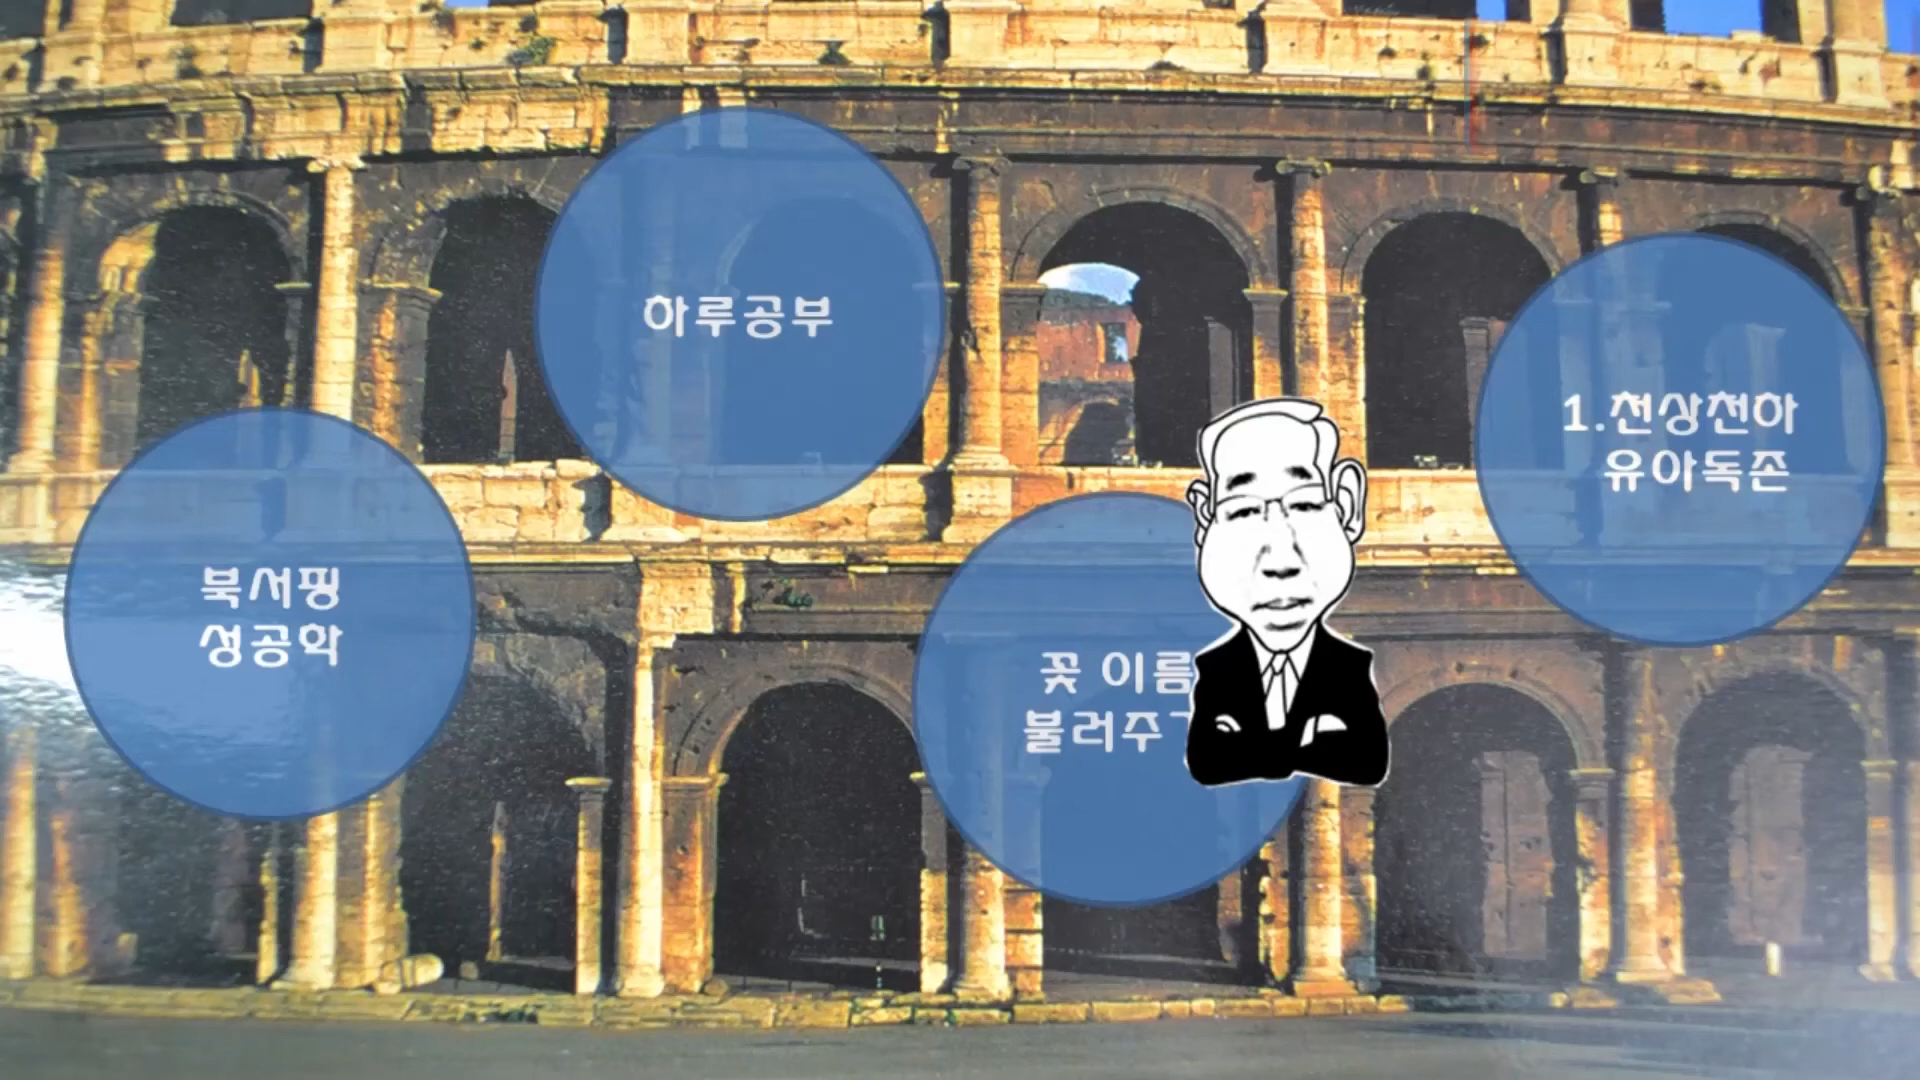 북서핑
성공학
하루공부
꽃 이름
불러주
1.천상천하
유아독존